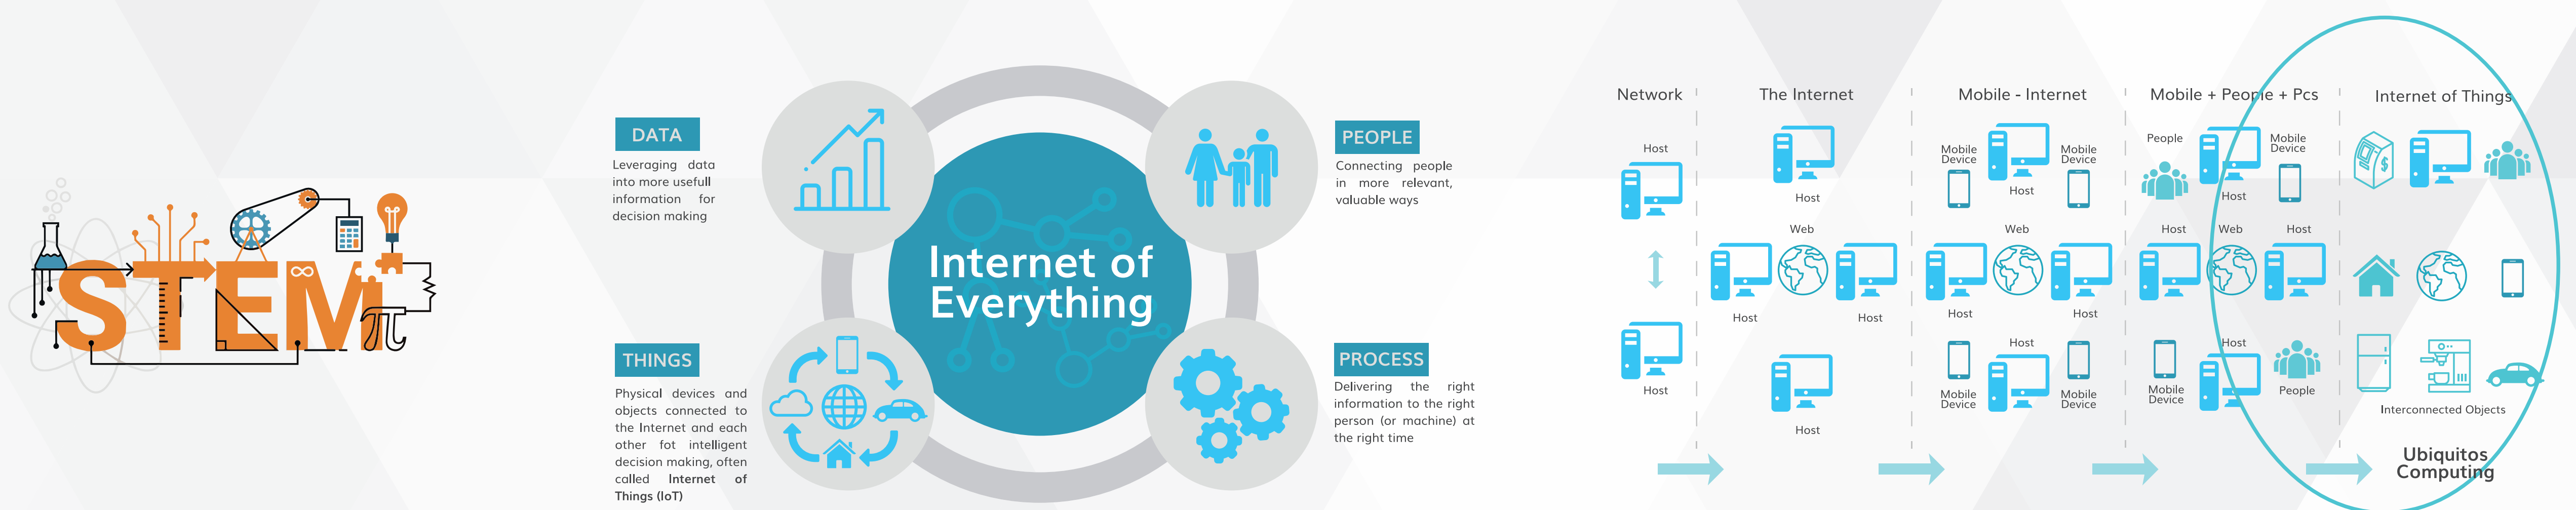 STEM
π
DATA
Leveraging data
into more usefull
information for
decision making
THINGS
Physical devices and
objects connected to
the Internet and each
other fot intelligent
decision making, often
called Internet of
Things (IoT)
Internet of
Everything
PEOPLE
Connecting people
in more relevant,
valuable ways
PROCESS
Delivering the right
information to the right
person (or machine) at
the right time
Network
Host
Host
The Internet
Host
Web
Host
Host
Host
Mobile - Internet
Mobile
Device
Mobile
Device
Host
Web
Host
Host
Host
Mobile
Device
Mobile
Device
Mobile + People + Pcs
People
Mobile
Device
Host
Host
Web
Host
Host
Mobile
Device
People
Internet of Things
$
Interconnected Objects
Ubiquitos
Computing